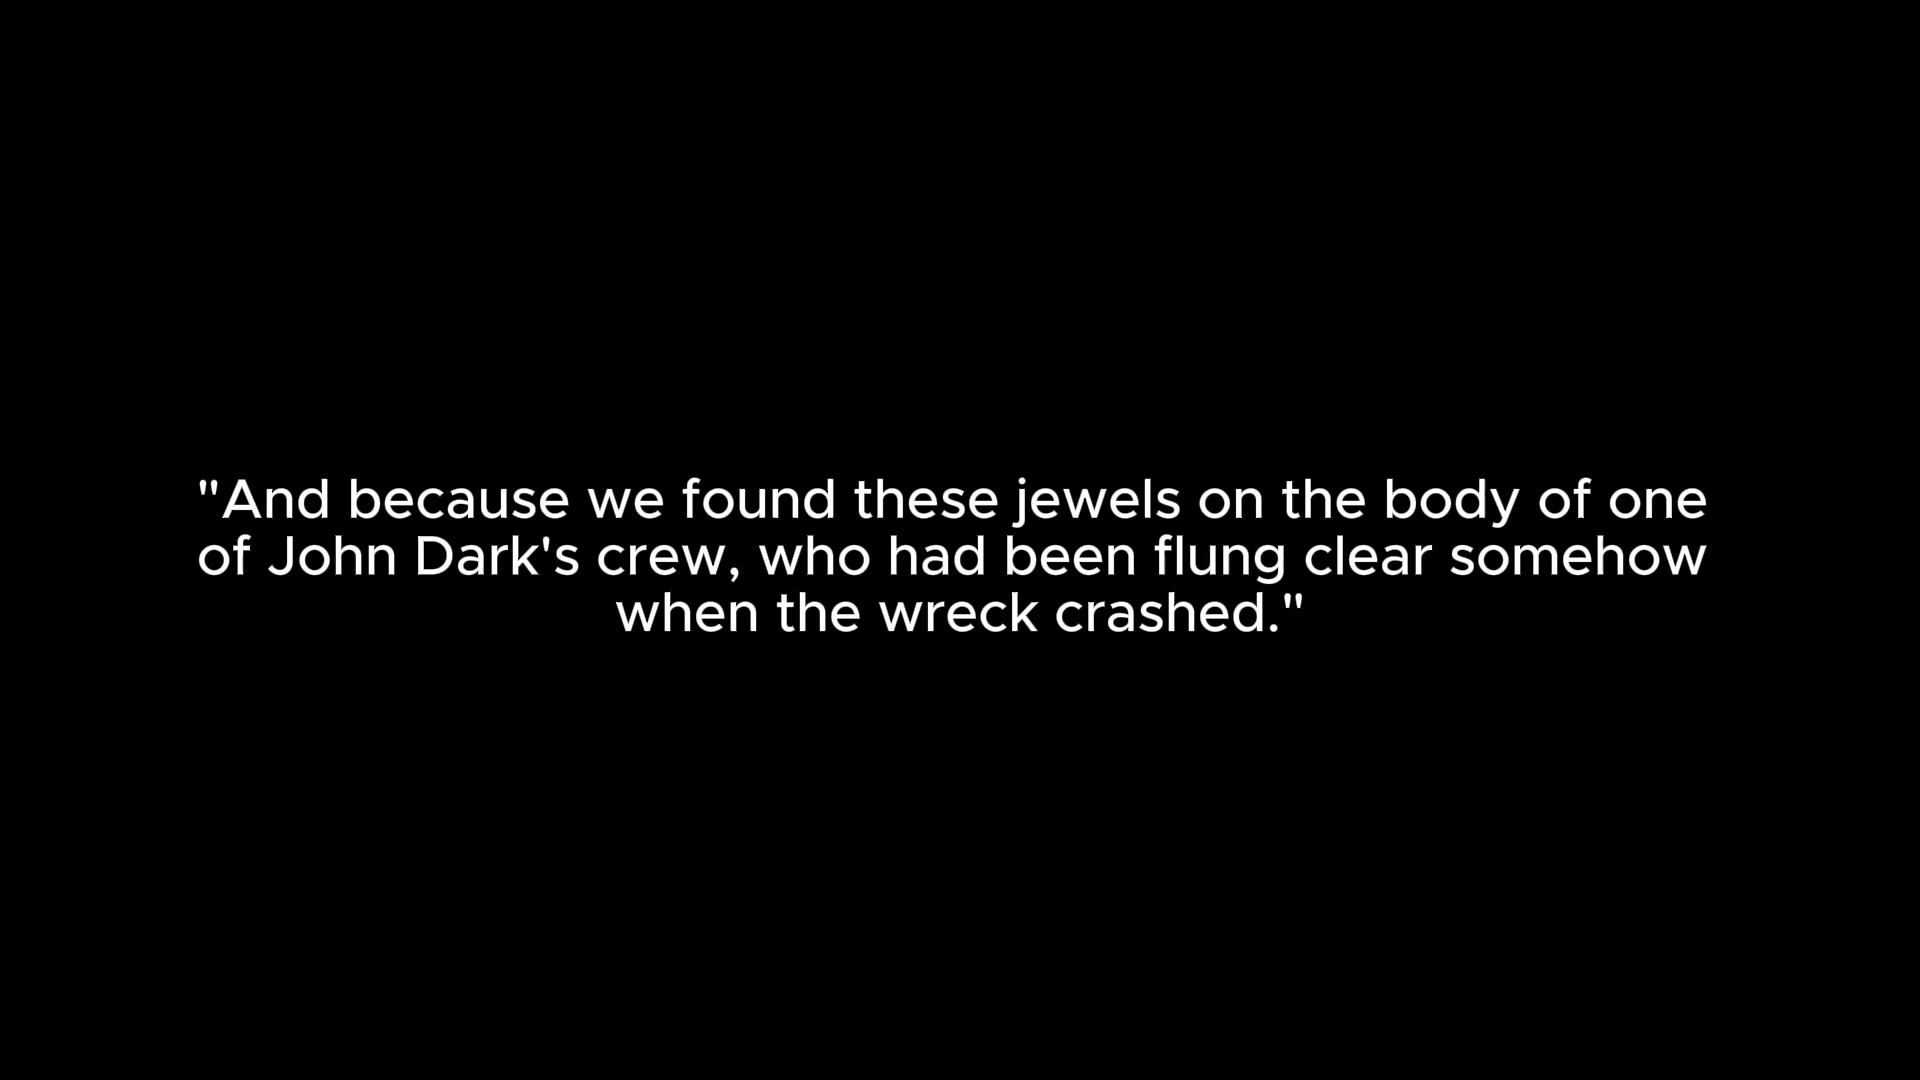 "And because we found these jewels on the body of one
of John Dark's crew, who had been flung clear somehow
when the wreck crashed."